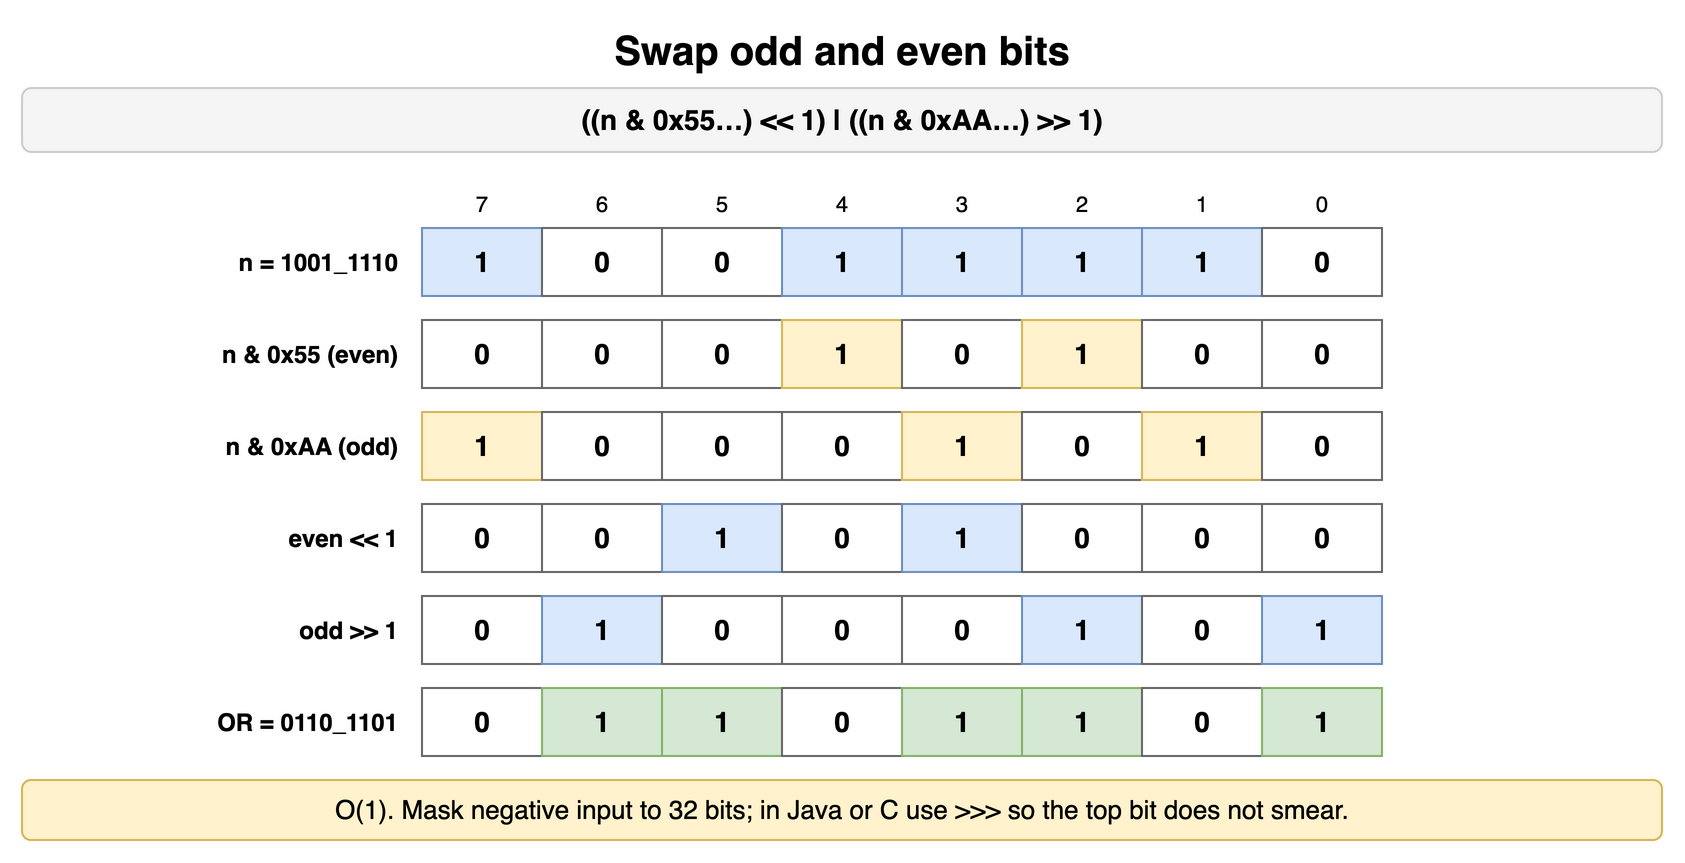 Swap odd and even bits
((n & 0x55...) << 1) | ((n & 0xAA...) >> 1)
7 6 5 4 3 2 1 0
n = 1001_1110 1 0 0 1 1 1 1 0
n & 0x55 (even) 0 0 0 1 0 1 0 0
n & 0xAA (odd) 1 0 0 0 1 0 1 0
even << 1 0 0 1 0 1 0 0 0
odd >> 1 0 1 0 0 0 1 0 1
OR = 0110_1101 0 1 1 0 1 1 0 1
O(1). Mask negative input to 32 bits; in Java or C use >>> so the top bit does not smear.